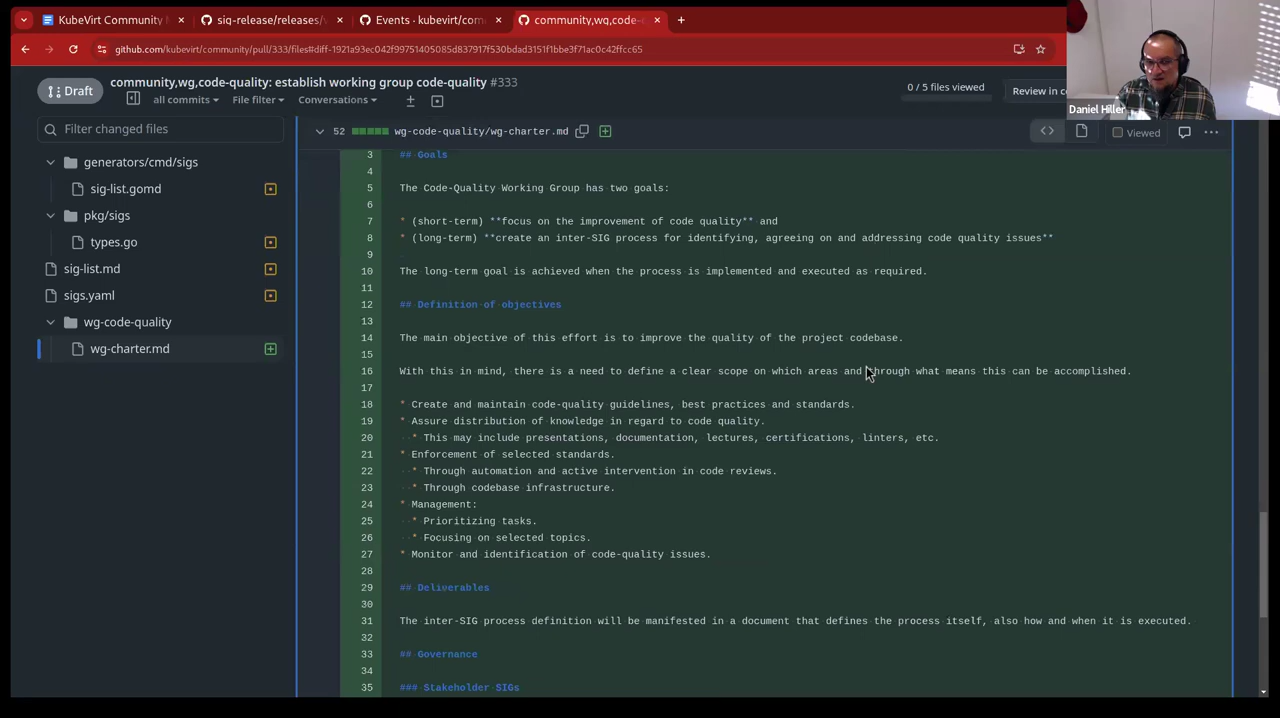 KubeVirt Community M
sig-release/releases/v
Events · kubevirt/com
community,wg,code-
github.com/kubevirt/community/pull/333/files#diff-1921a93ec042f99751405085d837917f530bdad3151f1bbe3f71ac0c42ffcc65
Draft
community,wg,code-quality: establish working group code-quality #333
all commits
File filter
Conversations
0 / 5 files viewed
Review in co
Daniel Hiller
Filter changed files
generators/cmd/sigs
sig-list.gomd
pkg/sigs
types.go
sig-list.md
sigs.yaml
wg-code-quality
wg-charter.md
52 wg-code-quality/wg-charter.md
Viewed
3 ## Goals
4
5 The Code-Quality Working Group has two goals:
6
7 * (short-term) **focus on the improvement of code quality** and
8 * (long-term) **create an inter-SIG process for identifying, agreeing on and addressing code quality issues**
9
10 The long-term goal is achieved when the process is implemented and executed as required.
11
12 ## Definition of objectives
13
14 The main objective of this effort is to improve the quality of the project codebase.
15
16 With this in mind, there is a need to define a clear scope on which areas and through what means this can be accomplished.
17
18 * Create and maintain code-quality guidelines, best practices and standards.
19 * Assure distribution of knowledge in regard to code quality.
20 * This may include presentations, documentation, lectures, certifications, linters, etc.
21 * Enforcement of selected standards.
22 * Through automation and active intervention in code reviews.
23 * Through codebase infrastructure.
24 * Management:
25 * Prioritizing tasks.
26 * Focusing on selected topics.
27 * Monitor and identification of code-quality issues.
28
29 ## Deliverables
30
31 The inter-SIG process definition will be manifested in a document that defines the process itself, also how and when it is executed.
32
33 ## Governance
34
35 ### Stakeholder SIGs